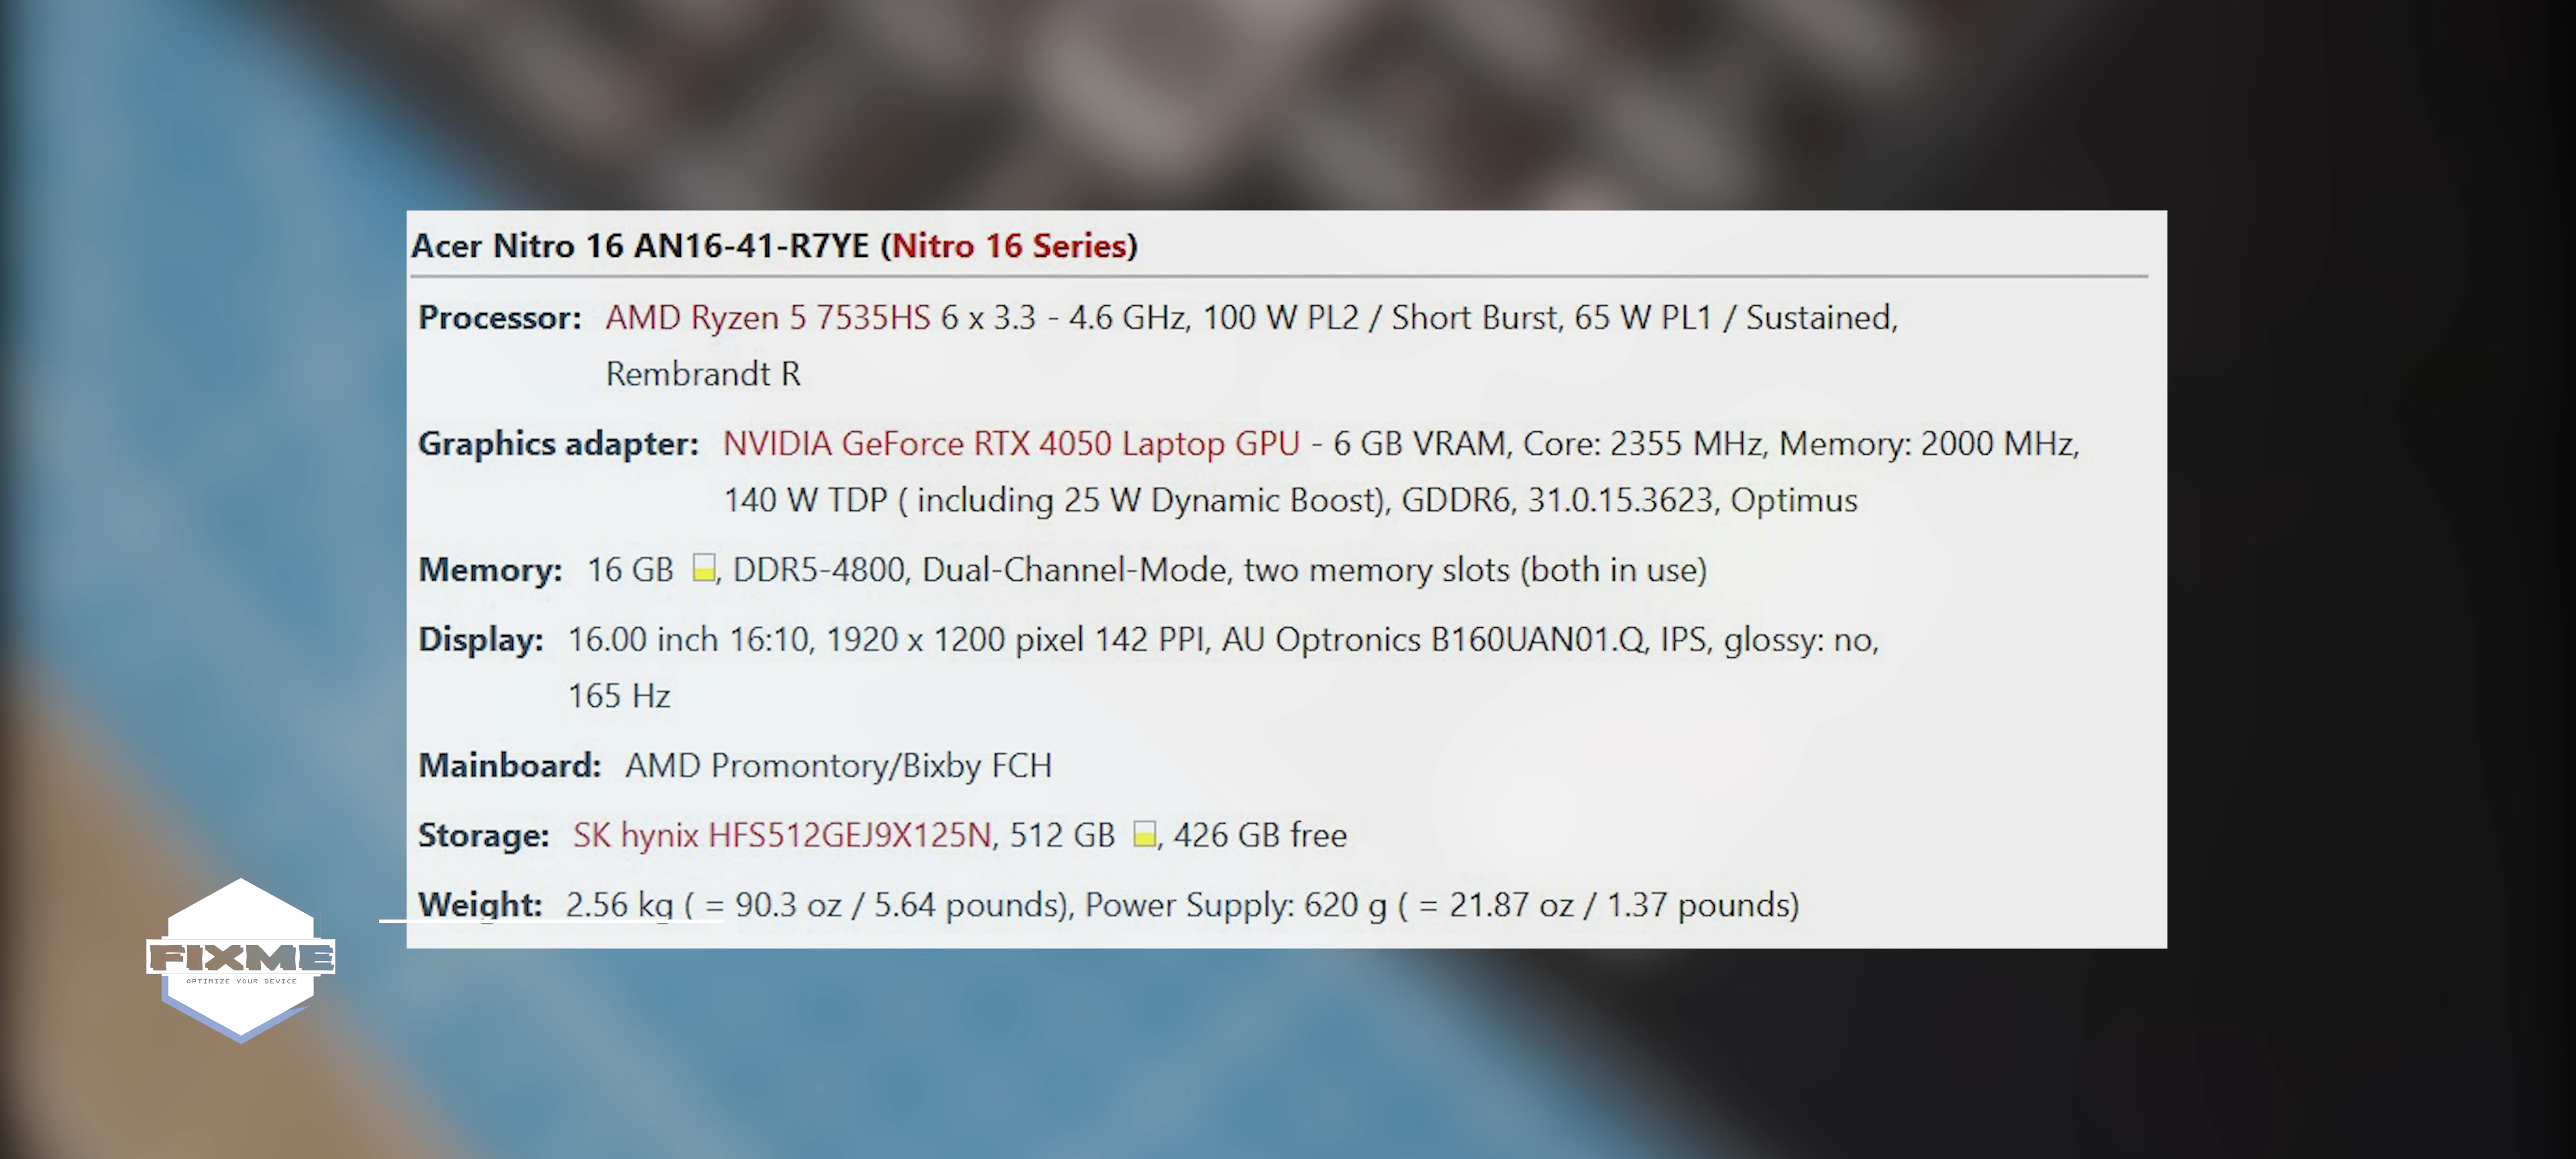 Acer Nitro 16 AN16-41-R7YE (Nitro 16 Series)
Processor: AMD Ryzen 5 7535HS 6 x 3.3 - 4.6 GHz, 100 W PL2 / Short Burst, 65 W PL1 / Sustained,
Rembrandt R
Graphics adapter: NVIDIA GeForce RTX 4050 Laptop GPU - 6 GB VRAM, Core: 2355 MHz, Memory: 2000 MHz,
140 W TDP ( including 25 W Dynamic Boost), GDDR6, 31.0.15.3623, Optimus
Memory: 16 GB , DDR5-4800, Dual-Channel-Mode, two memory slots (both in use)
Display: 16.00 inch 16:10, 1920 x 1200 pixel 142 PPI, AU Optronics B160UAN01.Q, IPS, glossy: no,
165 Hz
Mainboard: AMD Promontory/Bixby FCH
Storage: SK hynix HFS512GEJ9X125N, 512 GB , 426 GB free
Weight: 2.56 kg ( = 90.3 oz / 5.64 pounds), Power Supply: 620 g ( = 21.87 oz / 1.37 pounds)
FIXME
OPTIMIZE YOUR DEVICE